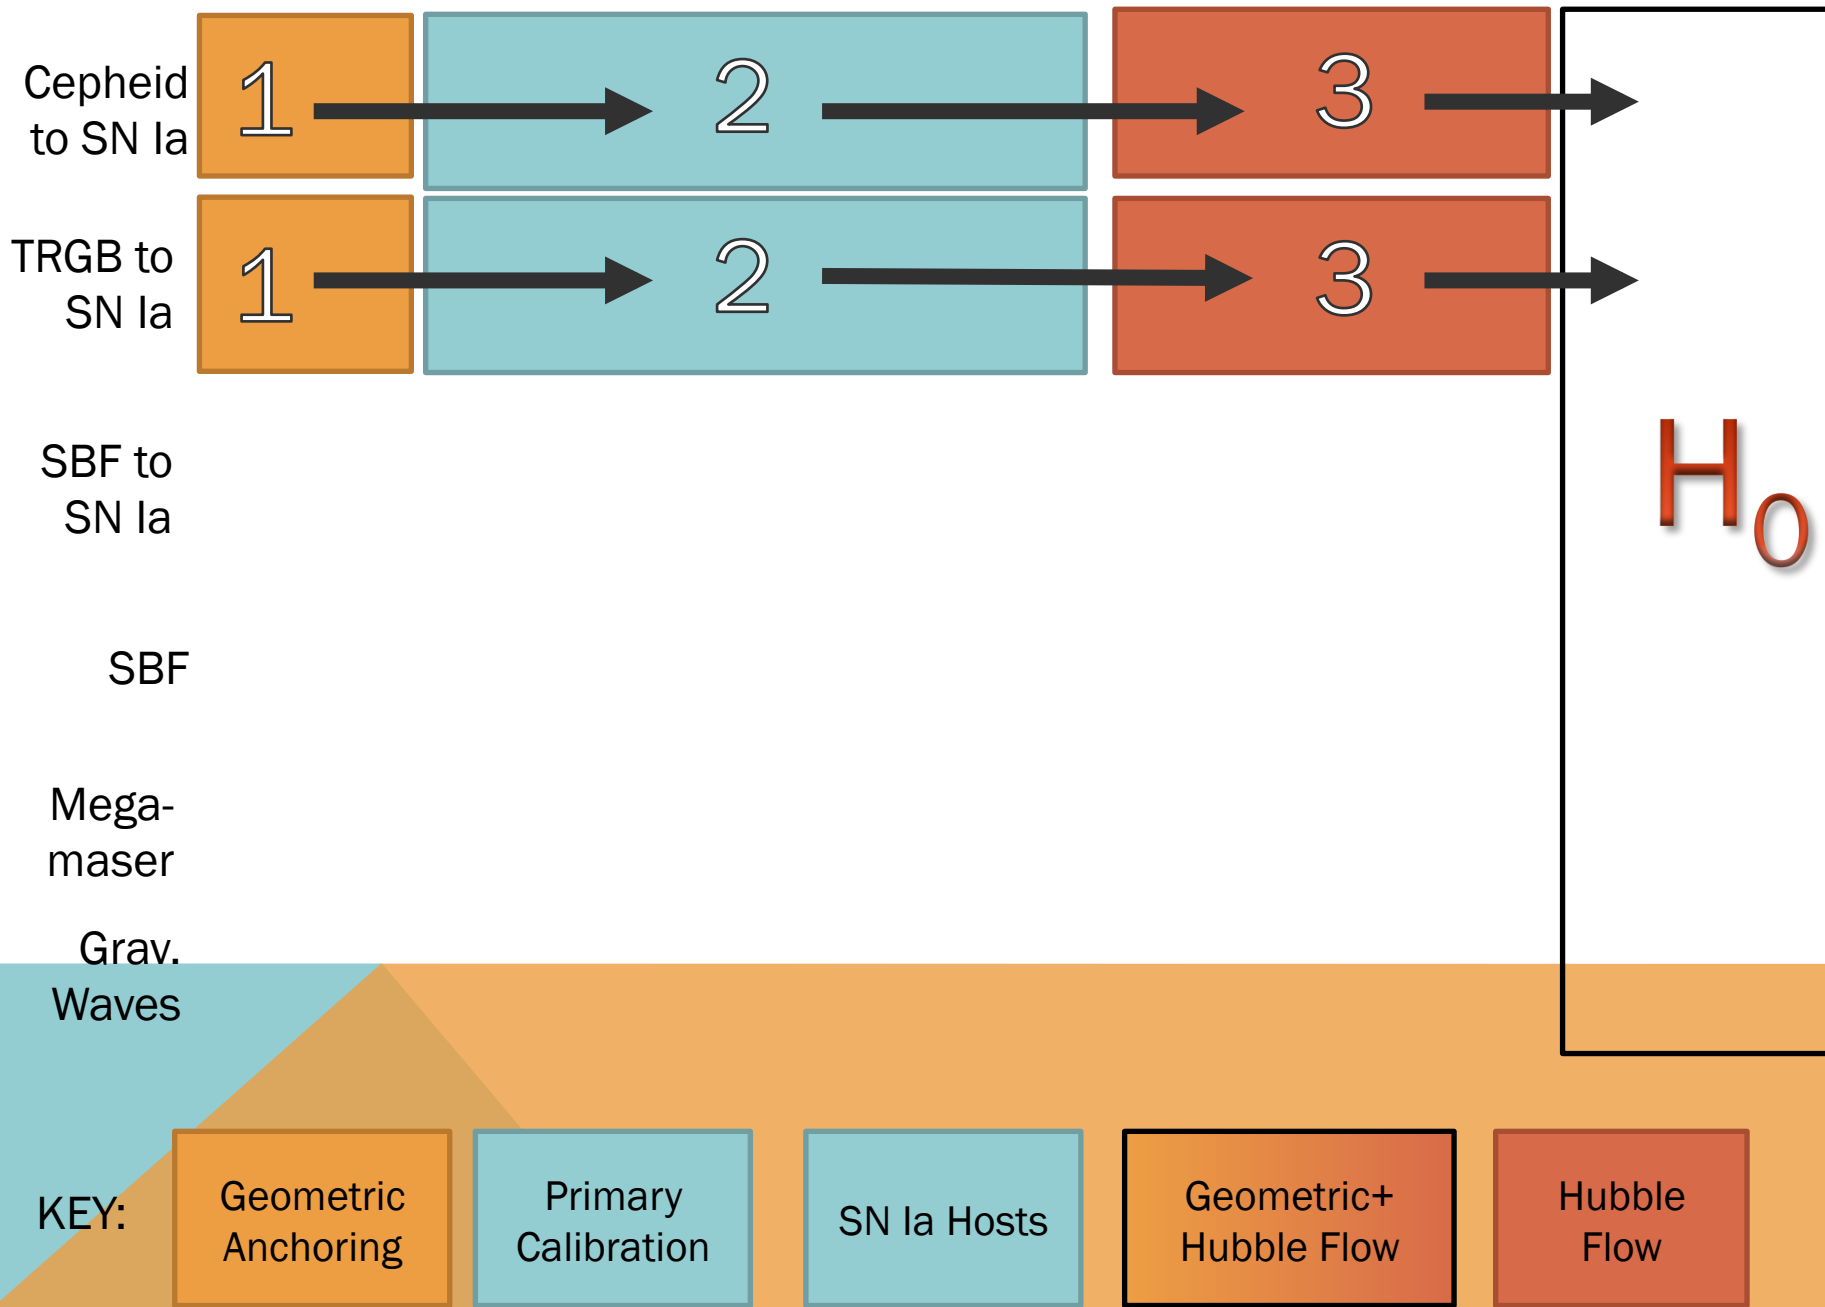 Cepheid
to SN Ia
1
2
3
TRGB to
SN Ia
1
2
3
SBF to
SN Ia
H0
SBF
Mega-
maser
Grav.
Waves
KEY:
Geometric
Anchoring
Primary
Calibration
SN Ia Hosts
Geometric+
Hubble Flow
Hubble
Flow